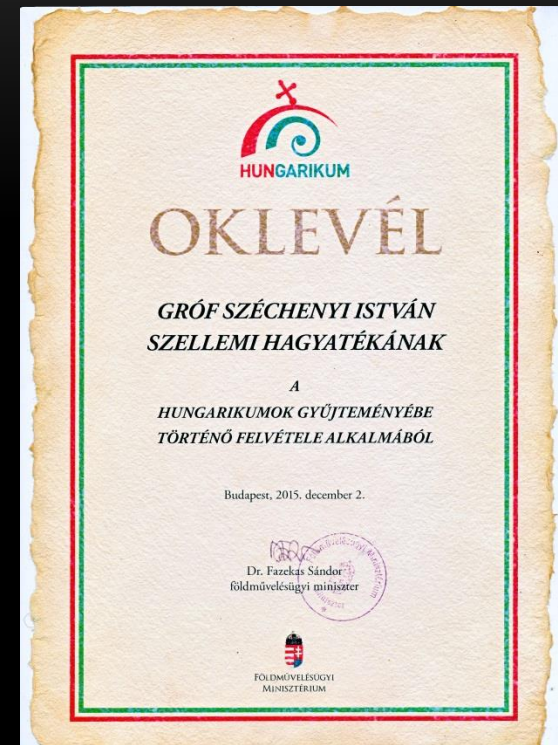 HUNGARIKUM
OKLEVÉL
GRÓF SZÉCHENYI ISTVÁN
SZELLEMI HAGYATÉKÁNAK
A
HUNGARIKUMOK GYŰJTEMÉNYÉBE
TÖRTÉNŐ FELVÉTELE ALKALMÁBÓL
Budapest, 2015. december 2.
Dr. Fazekas Sándor
földművelésügyi miniszter
FÖLDMŰVELÉSÜGYI
MINISZTÉRIUM